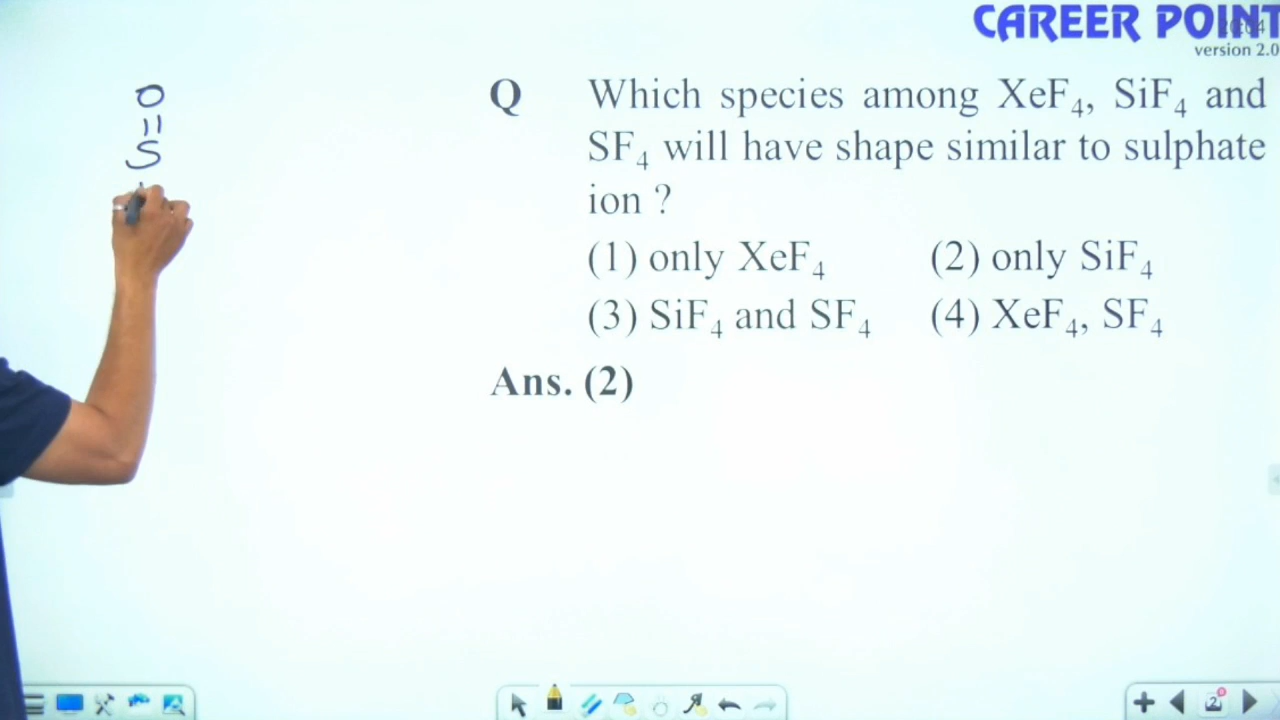 CAREER POINT
version 2.0
O
=
S
Q Which species among XeF₄, SiF₄ and
SF₄ will have shape similar to sulphate
ion ?
(1) only XeF₄ (2) only SiF₄
(3) SiF₄ and SF₄ (4) XeF₄, SF₄
Ans. (2)
2